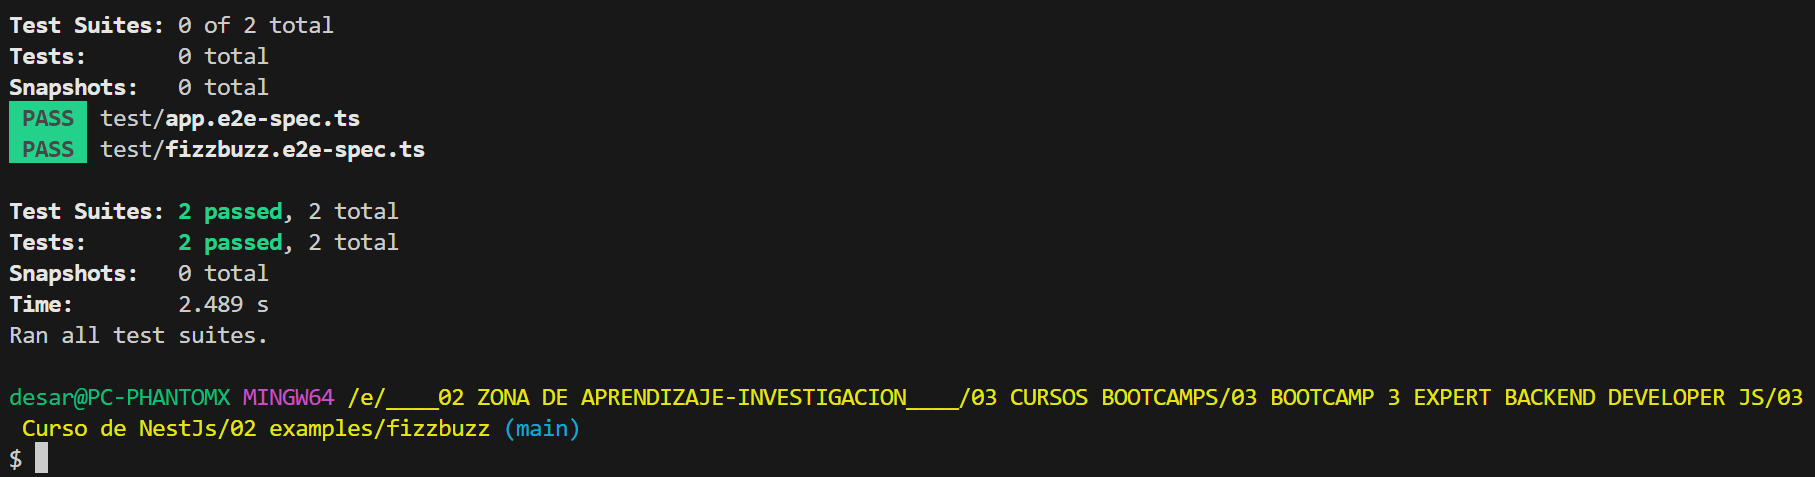 Test Suites: 0 of 2 total
Tests:       0 total
Snapshots:   0 total
PASS test/app.e2e-spec.ts
PASS test/fizzbuzz.e2e-spec.ts
Test Suites: 2 passed, 2 total
Tests:       2 passed, 2 total
Snapshots:   0 total
Time:        2.489 s
Ran all test suites.
desar@PC-PHANTOMX MINGW64 /e/____02 ZONA DE APRENDIZAJE-INVESTIGACION____/03 CURSOS BOOTCAMPS/03 BOOTCAMP 3 EXPERT BACKEND DEVELOPER JS/03
Curso de NestJs/02 examples/fizzbuzz (main)
$